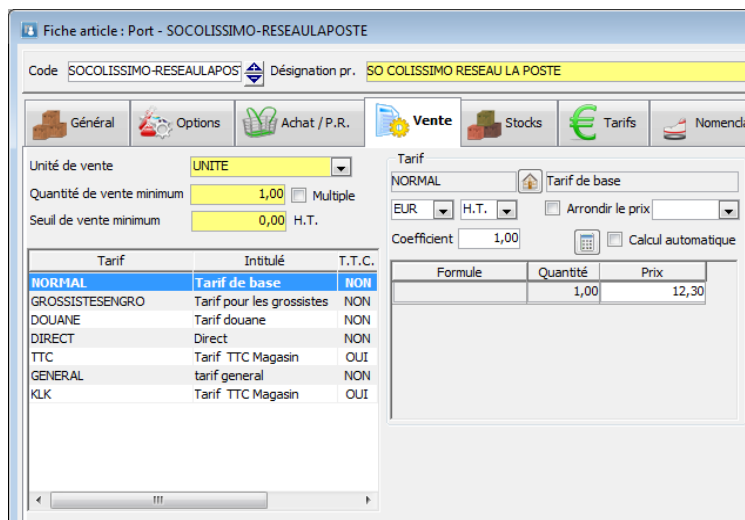 Fiche article : Port - SOCOLISSIMO-RESEAULAPOSTE
Code SOCOLISSIMO-RESEAULAPOS Désignation pr. SO COLISSIMO RESEAU LA POSTE
Général Options Achat / P.R. Vente Stocks Tarifs Nomencla
Unité de vente UNITE
Quantité de vente minimum 1,00 Multiple
Seuil de vente minimum 0,00 H.T.
Tarif Intitulé T.T.C.
NORMAL Tarif de base NON
GROSSISTESENGRO Tarif pour les grossistes NON
DOUANE Tarif douane NON
DIRECT Direct NON
TTC Tarif TTC Magasin OUI
GENERAL tarif general NON
KLK Tarif TTC Magasin OUI
Tarif
NORMAL Tarif de base
EUR H.T. Arrondir le prix
Coefficient 1,00 Calcul automatique
Formule Quantité Prix
1,00 12,30